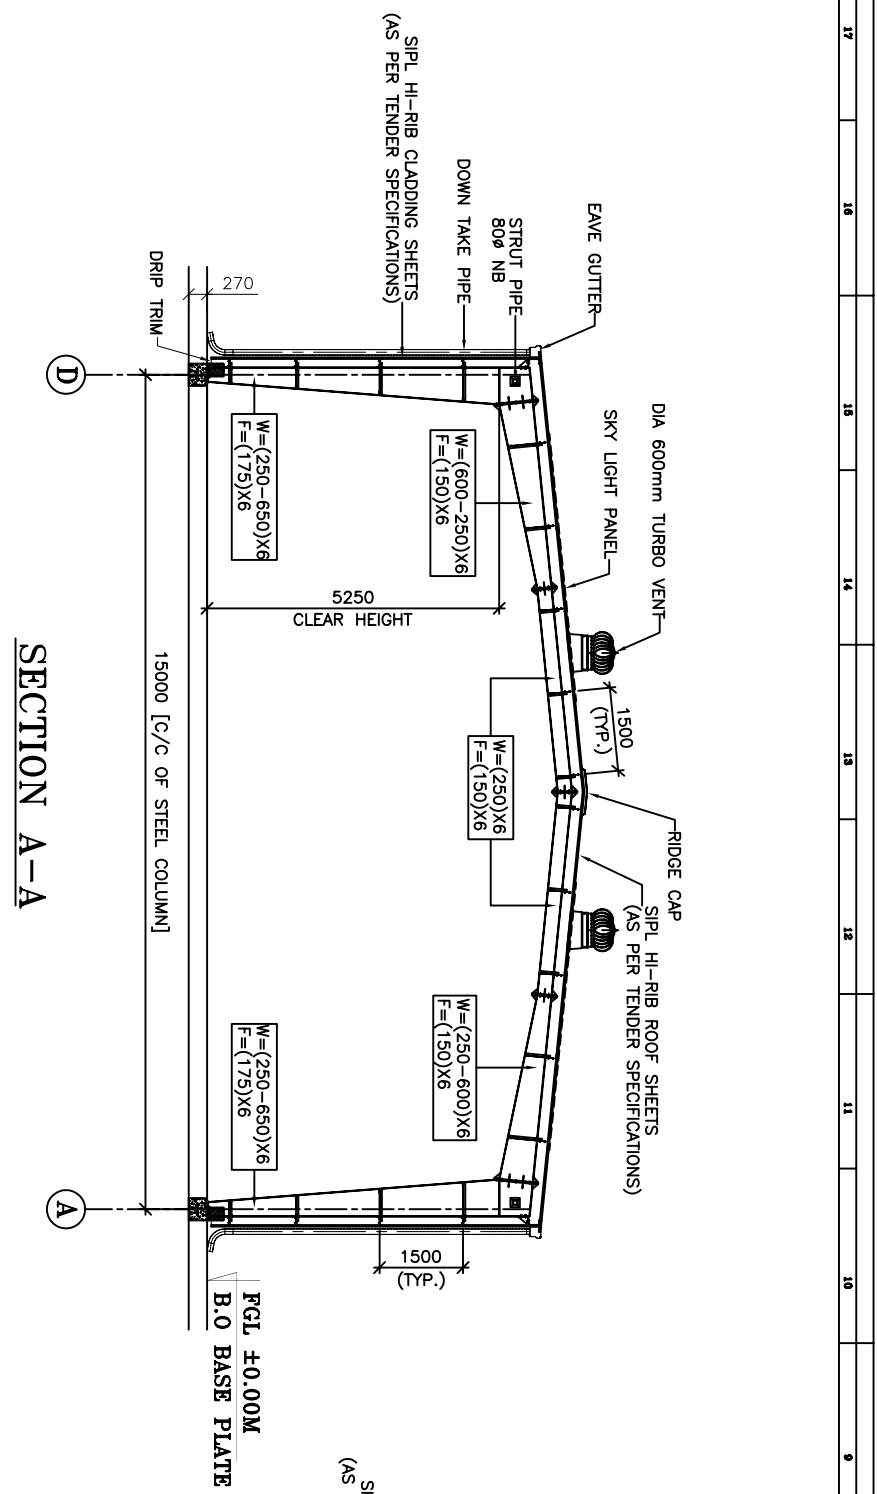 17
16
15
14
13
12
11
10
9
EAVE GUTTER
STRUT PIPE
80Ø NB
DOWN TAKE PIPE
SIPL HI-RIB CLADDING SHEETS
(AS PER TENDER SPECIFICATIONS)
DIA 600mm TURBO VENT
SKY LIGHT PANEL
1500
(TYP.)
RIDGE CAP
SIPL HI-RIB ROOF SHEETS
(AS PER TENDER SPECIFICATIONS)
W=(600-250)X6
F=(150)X6
W=(250)X6
F=(150)X6
W=(250-600)X6
F=(150)X6
DRIP TRIM
270
W=(250-650)X6
F=(175)X6
5250
CLEAR HEIGHT
W=(250-650)X6
F=(175)X6
1500
(TYP.)
FGL ±0.00M
B.O BASE PLATE
15000 [C/C OF STEEL COLUMN]
D
A
SECTION A-A
SI
(AS